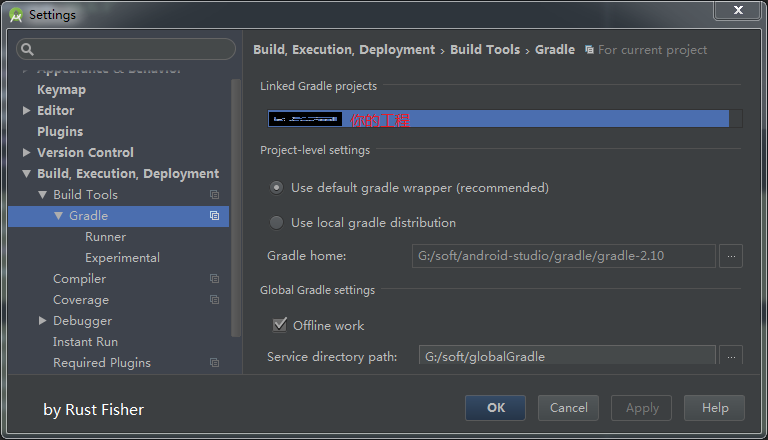 Settings
Build, Execution, Deployment › Build Tools › Gradle For current project
Appearance & Behavior
Keymap
Editor
Plugins
Version Control
Build, Execution, Deployment
Build Tools
Gradle
Runner
Experimental
Compiler
Coverage
Debugger
Instant Run
Required Plugins
Linked Gradle projects
你的工程
Project-level settings
Use default gradle wrapper (recommended)
Use local gradle distribution
Gradle home: G:/soft/android-studio/gradle/gradle-2.10 ...
Global Gradle settings
Offline work
Service directory path: G:/soft/globalGradle ...
by Rust Fisher
OK Cancel Apply Help